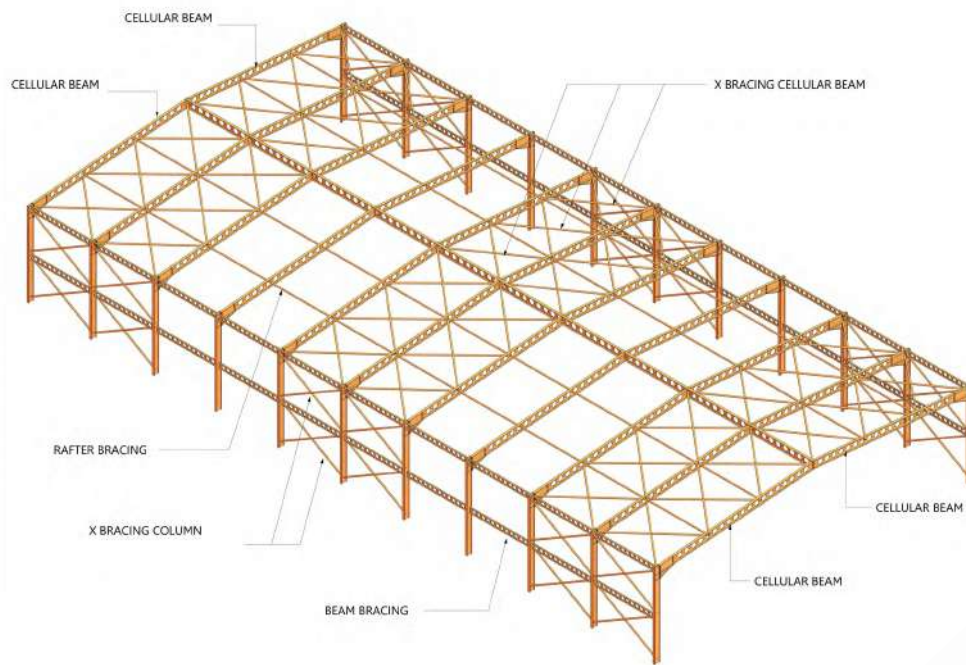 CELLULAR BEAM
CELLULAR BEAM
X BRACING CELLULAR BEAM
RAFTER BRACING
X BRACING COLUMN
BEAM BRACING
CELLULAR BEAM
CELLULAR BEAM